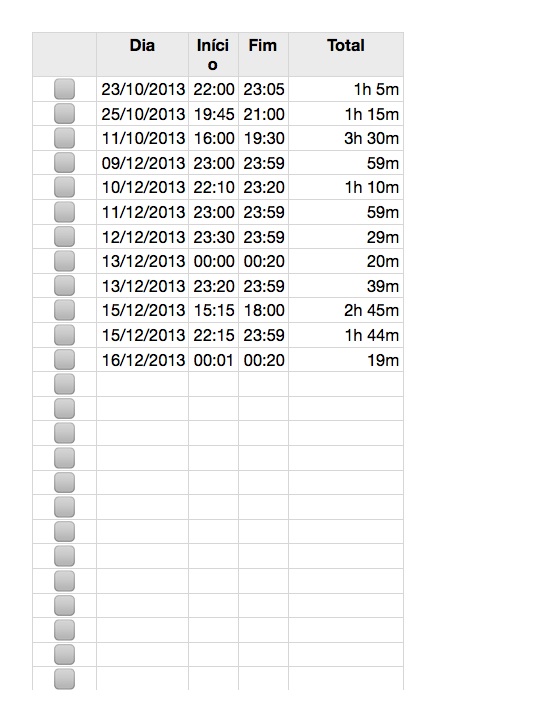 Dia Iníci Fim Total
o
23/10/2013 22:00 23:05 1h 5m
25/10/2013 19:45 21:00 1h 15m
11/10/2013 16:00 19:30 3h 30m
09/12/2013 23:00 23:59 59m
10/12/2013 22:10 23:20 1h 10m
11/12/2013 23:00 23:59 59m
12/12/2013 23:30 23:59 29m
13/12/2013 00:00 00:20 20m
13/12/2013 23:20 23:59 39m
15/12/2013 15:15 18:00 2h 45m
15/12/2013 22:15 23:59 1h 44m
16/12/2013 00:01 00:20 19m